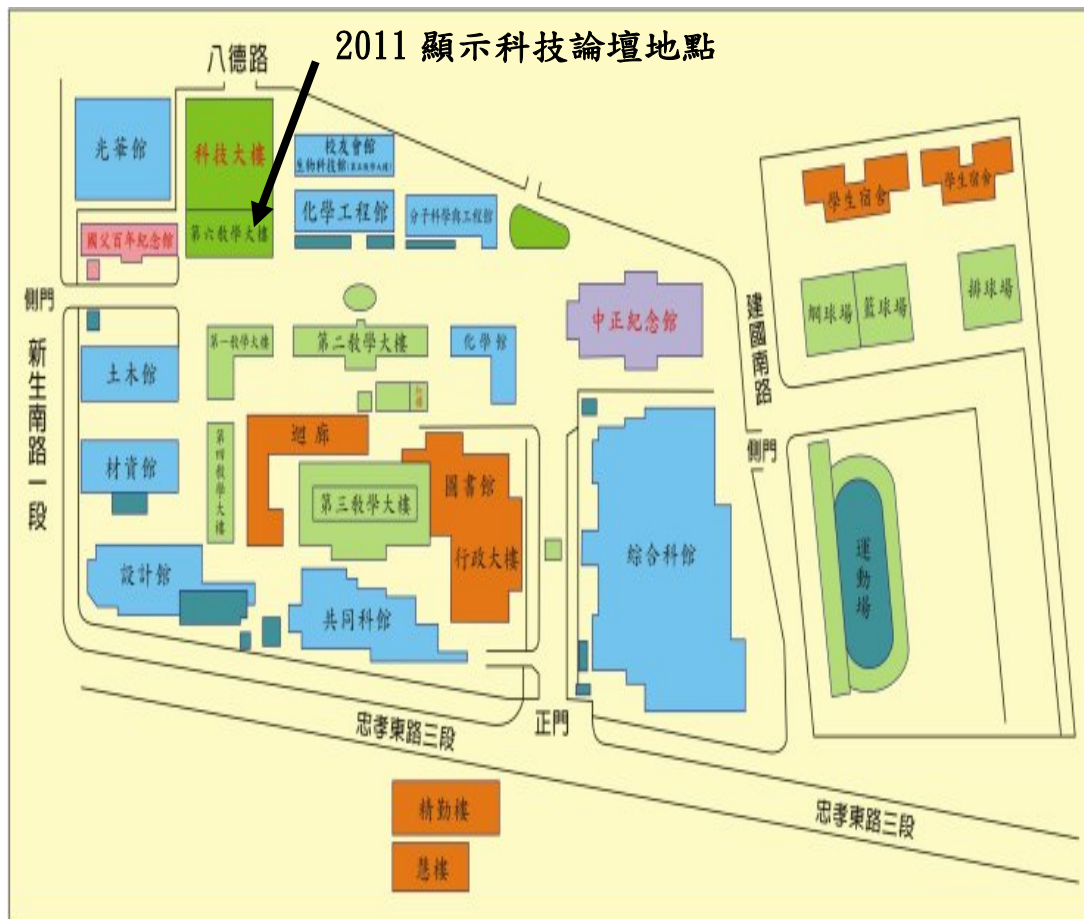 2011 顯示科技論壇地點
八德路
光華館
科技大樓
校友會館
生物科技館(第五教學大樓)
化學工程館
分子科學與工程館
第六教學大樓
國父百年紀念館
學生宿舍
學生宿舍
側門
新生南路一段
中正紀念館
建國南路
網球場
籃球場
排球場
第一教學大樓
第二教學大樓
化學館
土木館
紅樓
迴廊
第四教學大樓
材資館
圖書館
側門
第三教學大樓
行政大樓
綜合科館
運動場
設計館
共同科館
忠孝東路三段
正門
精勤樓
忠孝東路三段
慧樓